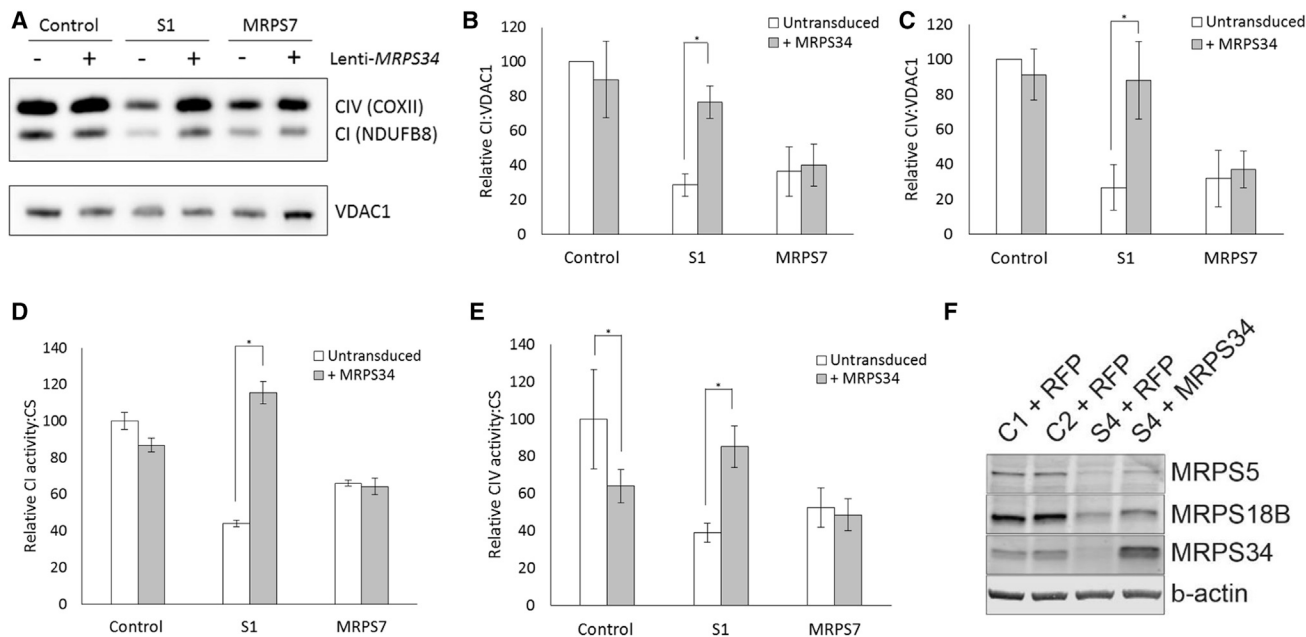 A
Control S1 MRPS7
- + - + - + Lenti-MRPS34
CIV (COXII)
CI (NDUFB8)
VDAC1
B
Relative CI:VDAC1
120
100
80
60
40
20
0
Untransduced
+ MRPS34
*
Control S1 MRPS7
C
Relative CIV:VDAC1
120
100
80
60
40
20
0
Untransduced
+ MRPS34
*
Control S1 MRPS7
D
Relative CI activity:CS
140
120
100
80
60
40
20
0
Untransduced
+ MRPS34
*
Control S1 MRPS7
E
Relative CIV activity:CS
140
120
100
80
60
40
20
0
Untransduced
+ MRPS34
*
*
Control S1 MRPS7
F
C1 + RFP
C2 + RFP
S4 + RFP
S4 + MRPS34
MRPS5
MRPS18B
MRPS34
b-actin